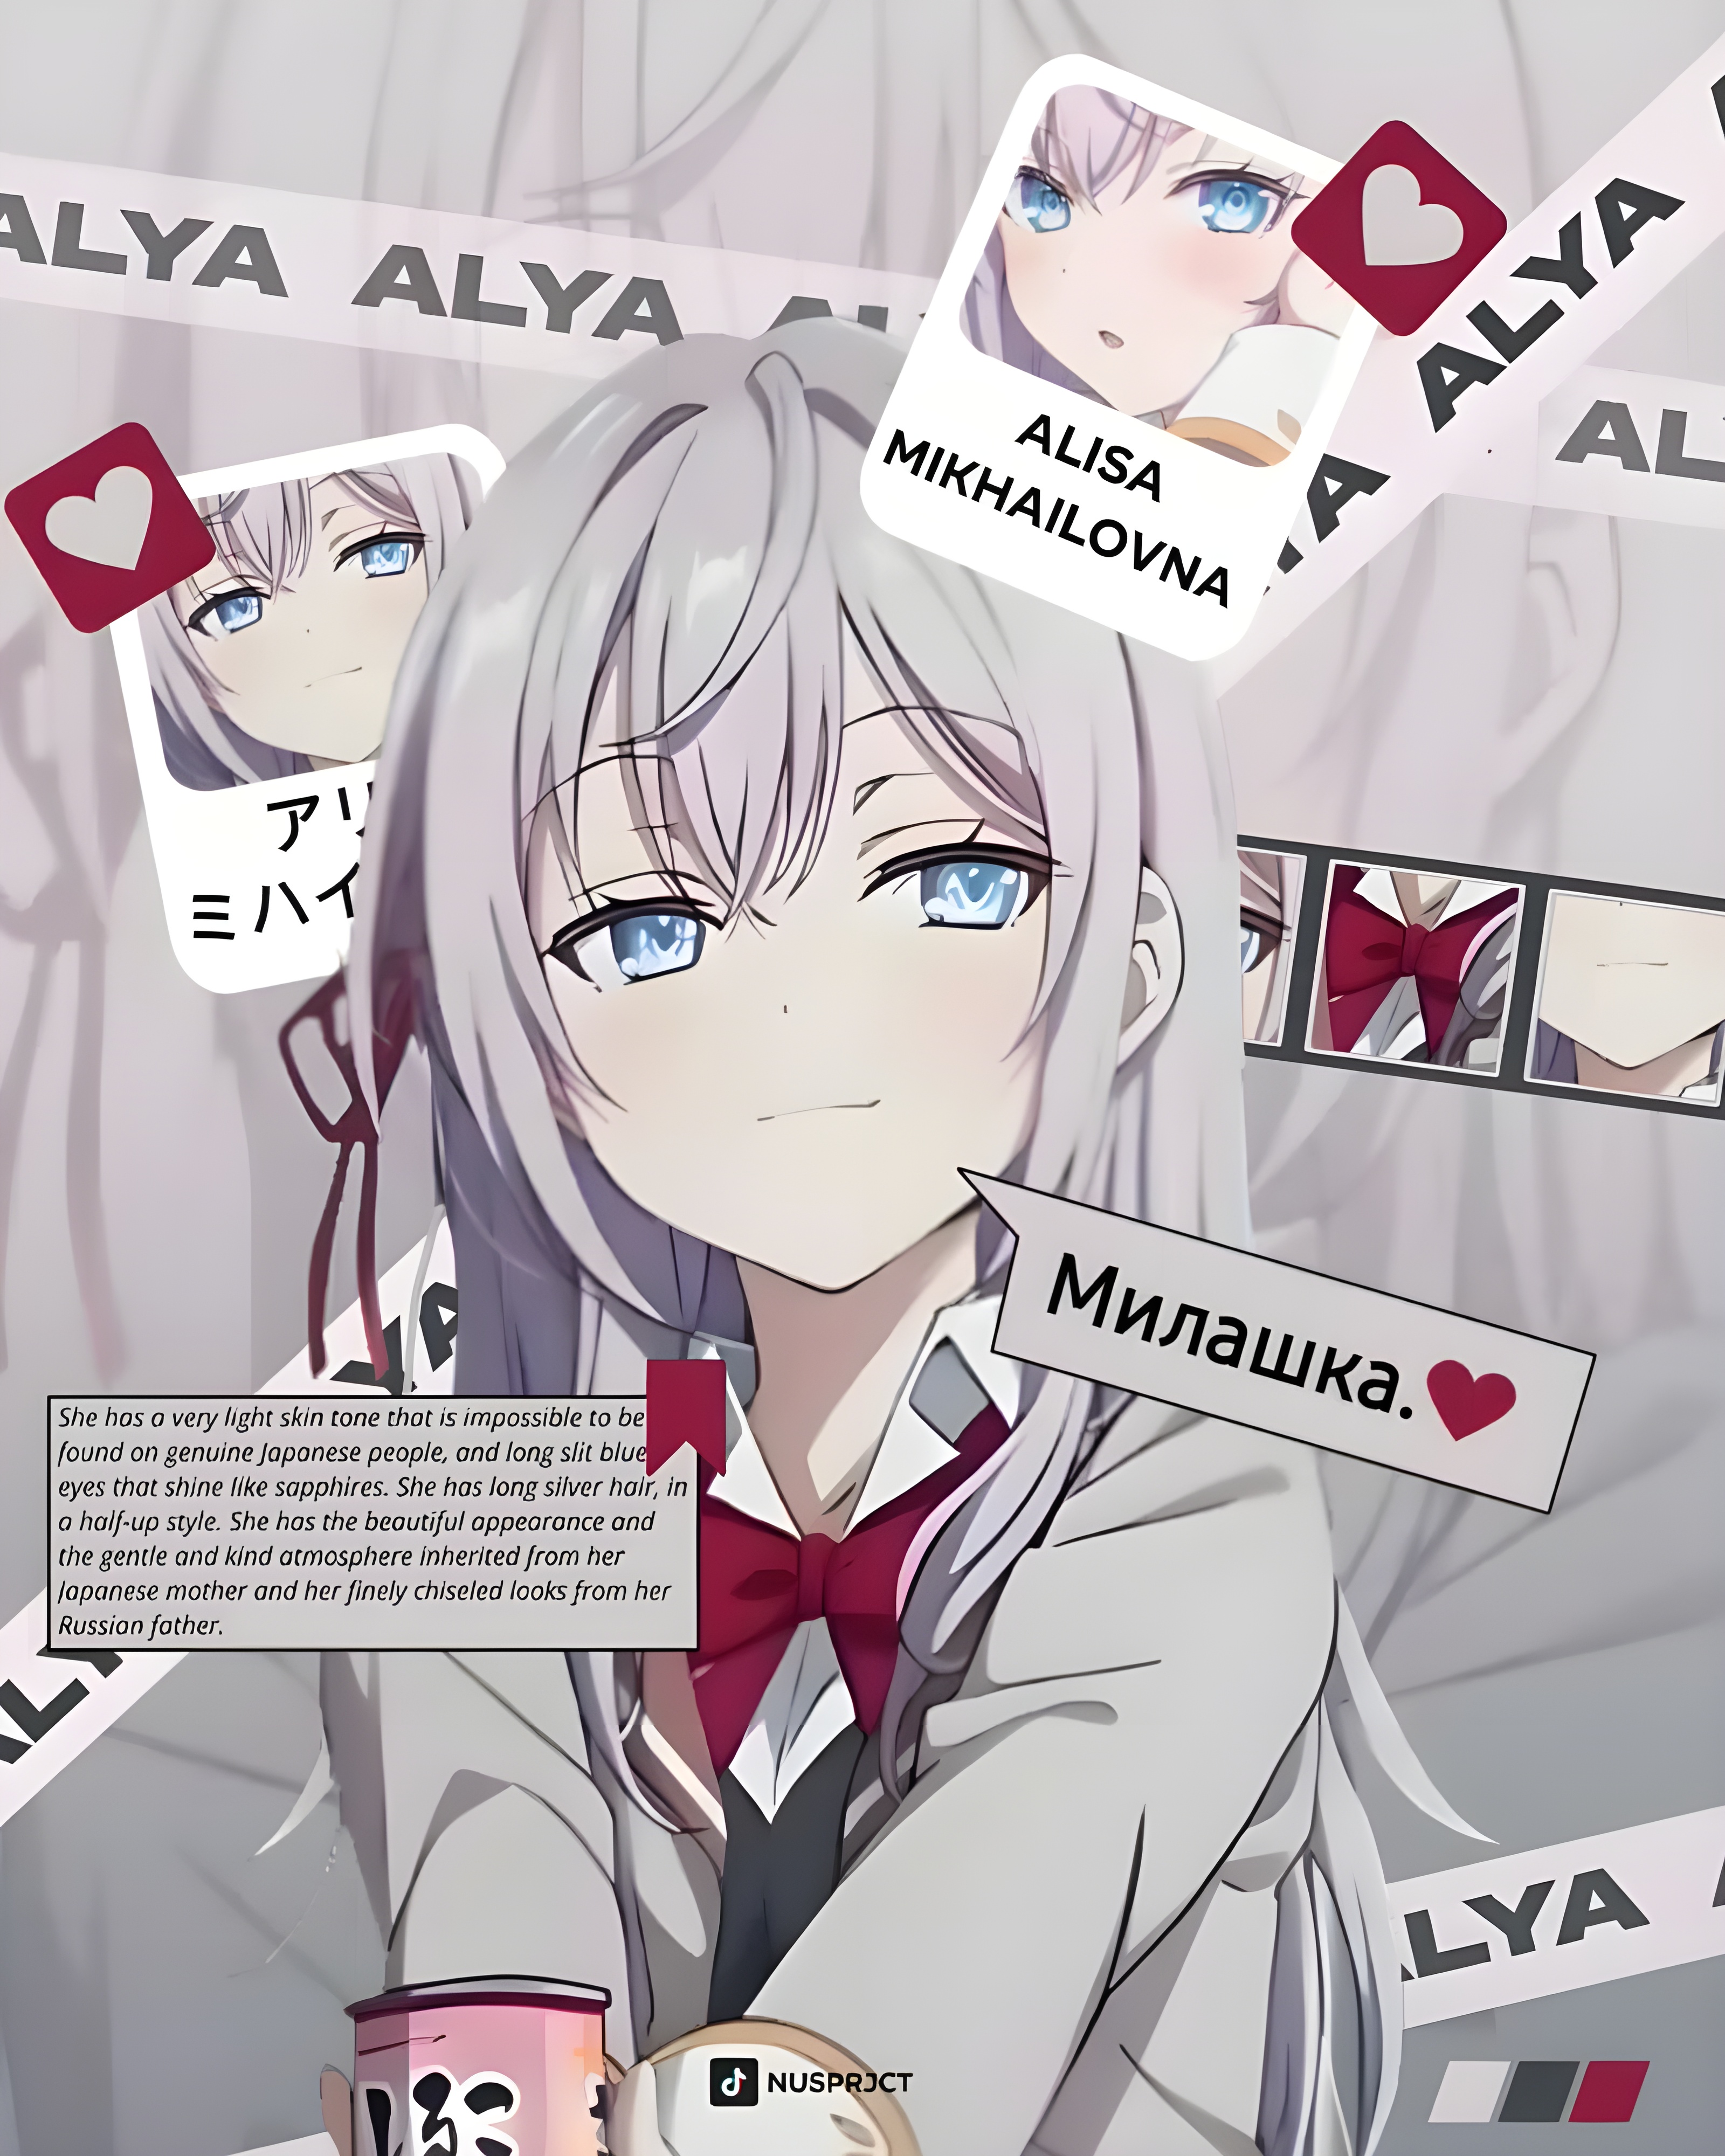 ALYA ALYA
ALYA
ALISA
MIKHAILOVNA
ミハイ
Милашка.
She has a very light skin tone that is impossible to be
found on genuine Japanese people, and long slit blue
eyes that shine like sapphires. She has long silver hair, in
a half-up style. She has the beautiful appearance and
the gentle and kind atmosphere inherited from her
Japanese mother and her finely chiseled looks from her
Russian father.
NUSPRJCT